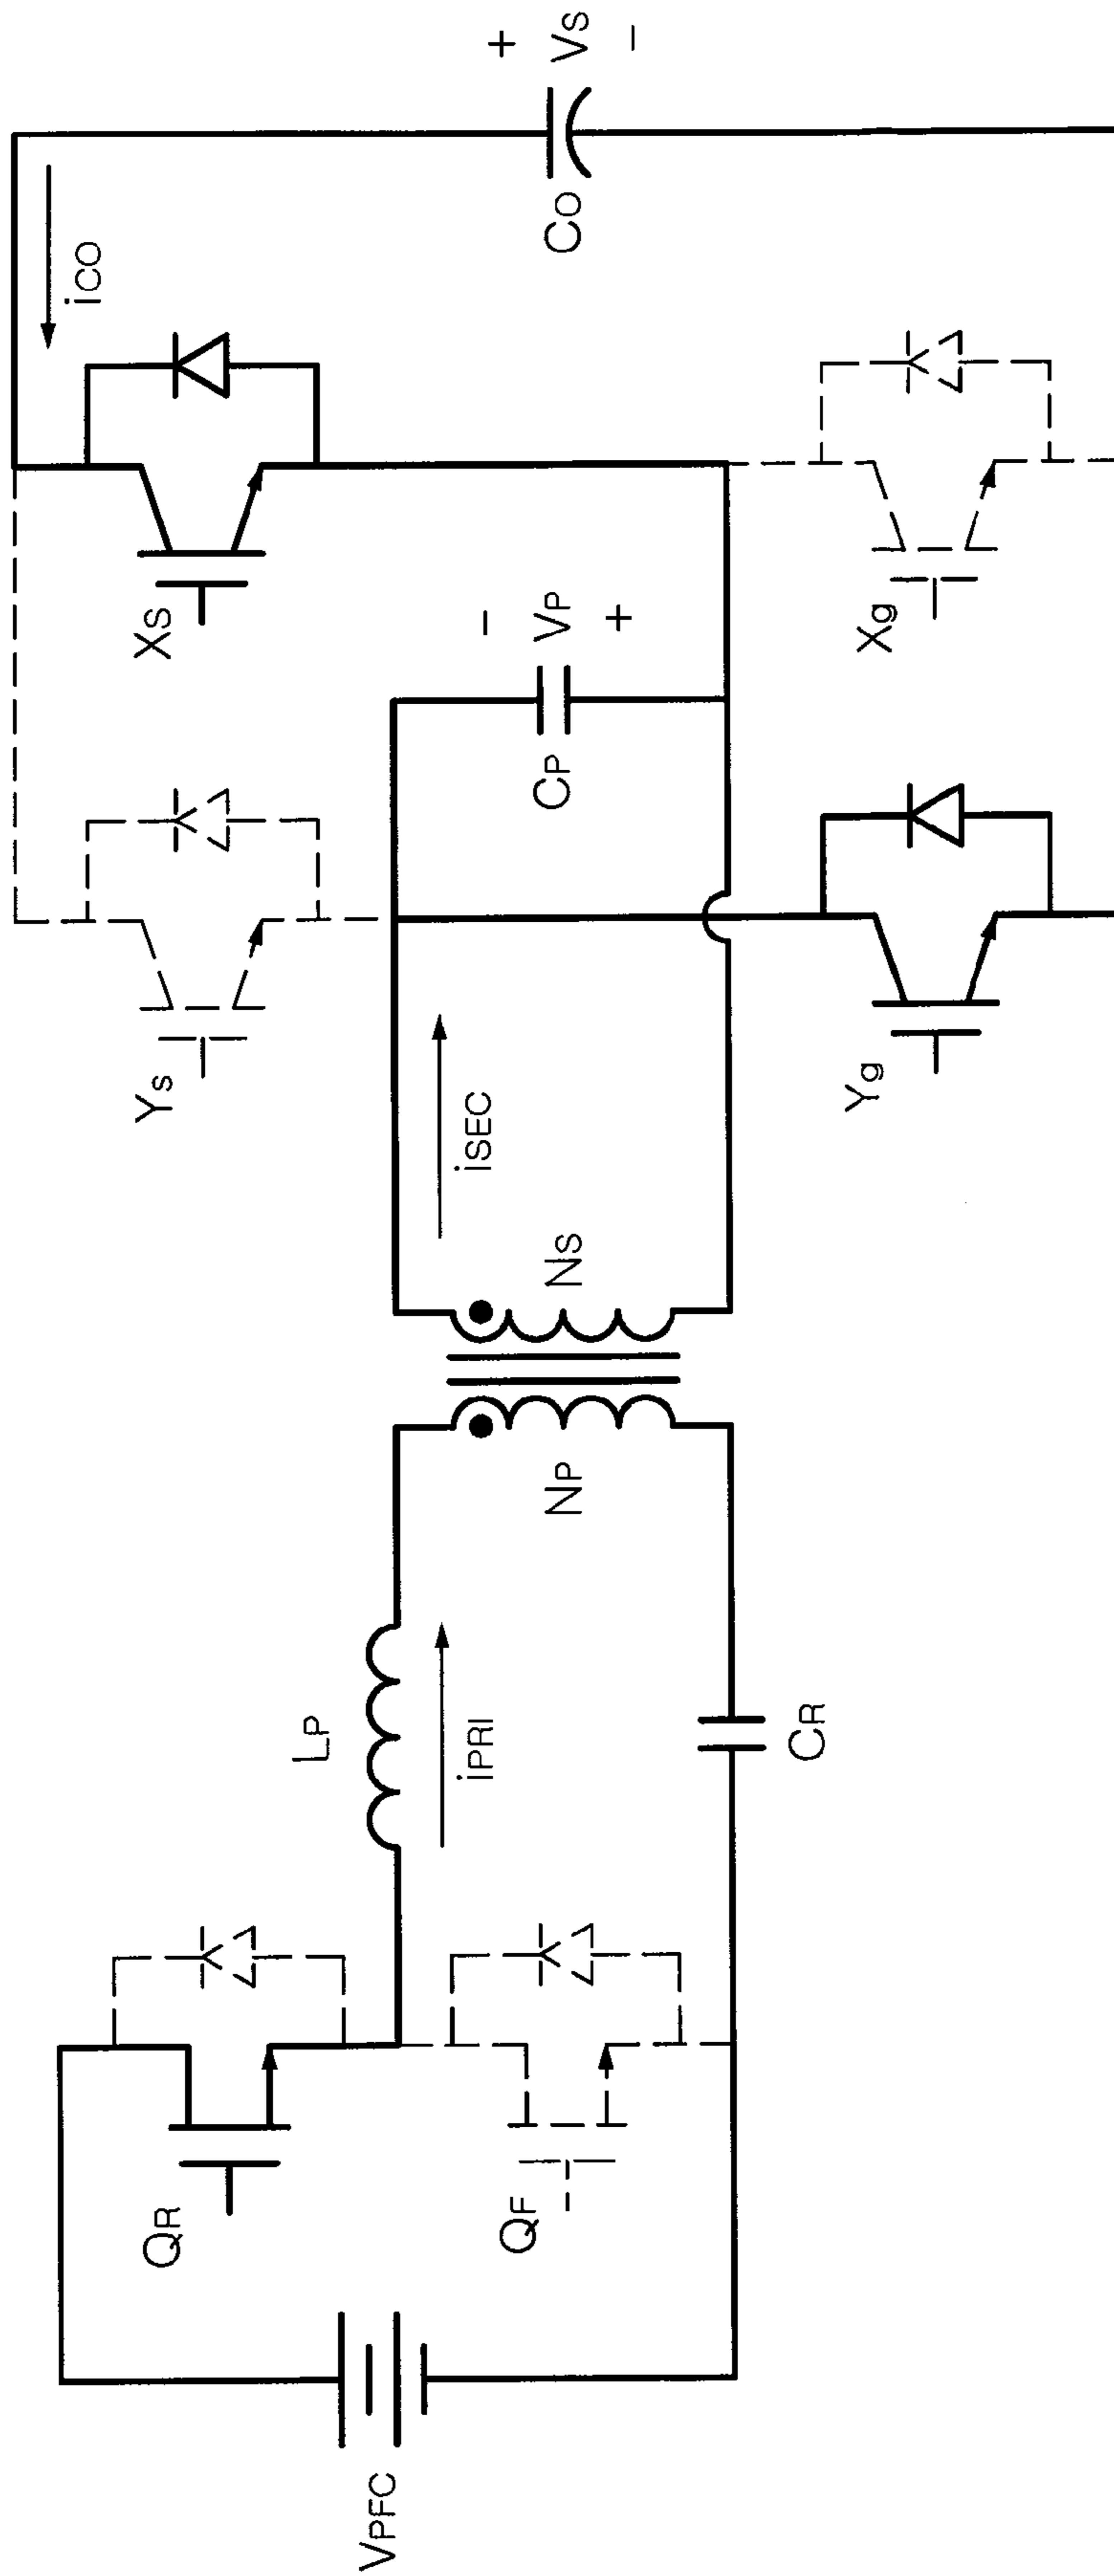 Ys
Xs
iCO
+
VS
−
CO
QR
LP
iPRI
iSEC
−
VP
+
CP
VPFC
QF
NP
NS
CR
Yg
Xg